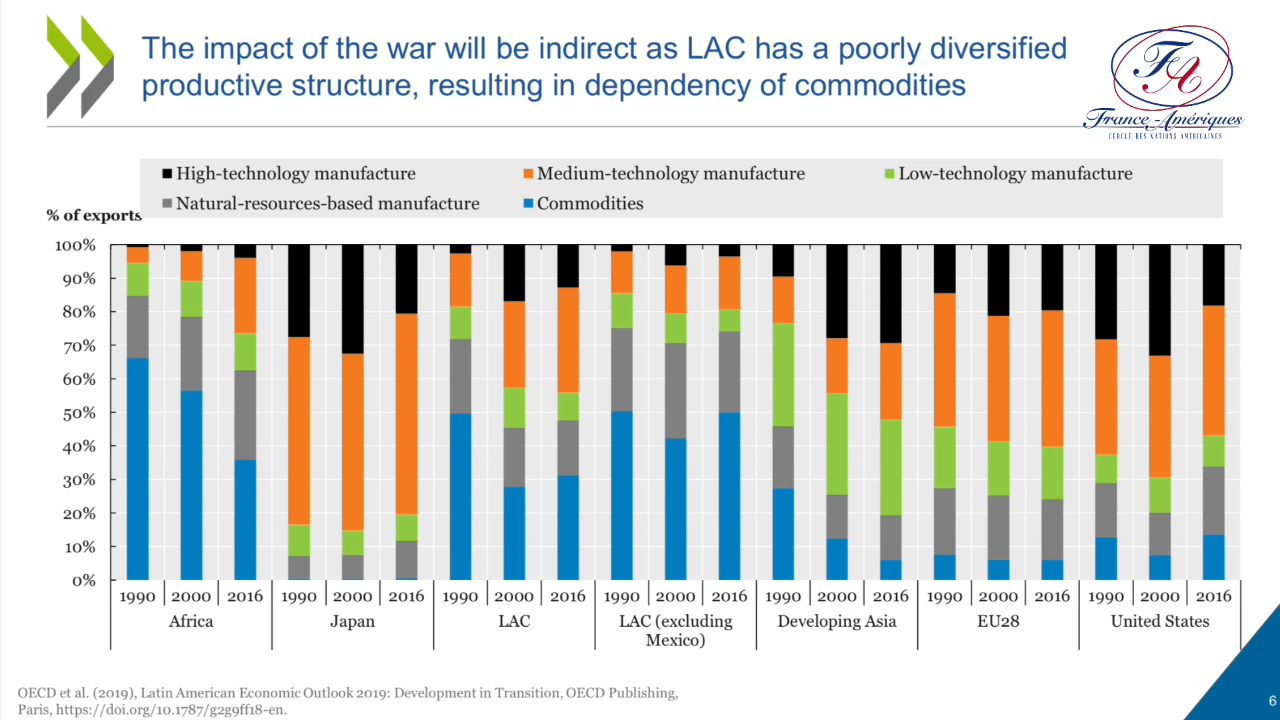 The impact of the war will be indirect as LAC has a poorly diversified
productive structure, resulting in dependency of commodities
FA
France-Amériques
CERCLE DES NATIONS AMERICAINES
High-technology manufacture Medium-technology manufacture Low-technology manufacture
Natural-resources-based manufacture Commodities
% of exports
100%
90%
80%
70%
60%
50%
40%
30%
20%
10%
0%
1990 2000 2016 1990 2000 2016 1990 2000 2016 1990 2000 2016 1990 2000 2016 1990 2000 2016 1990 2000 2016
Africa Japan LAC LAC (excluding Developing Asia EU28 United States
Mexico)
OECD et al. (2019), Latin American Economic Outlook 2019: Development in Transition, OECD Publishing,
Paris, https://doi.org/10.1787/g2g9ff18-en.
6